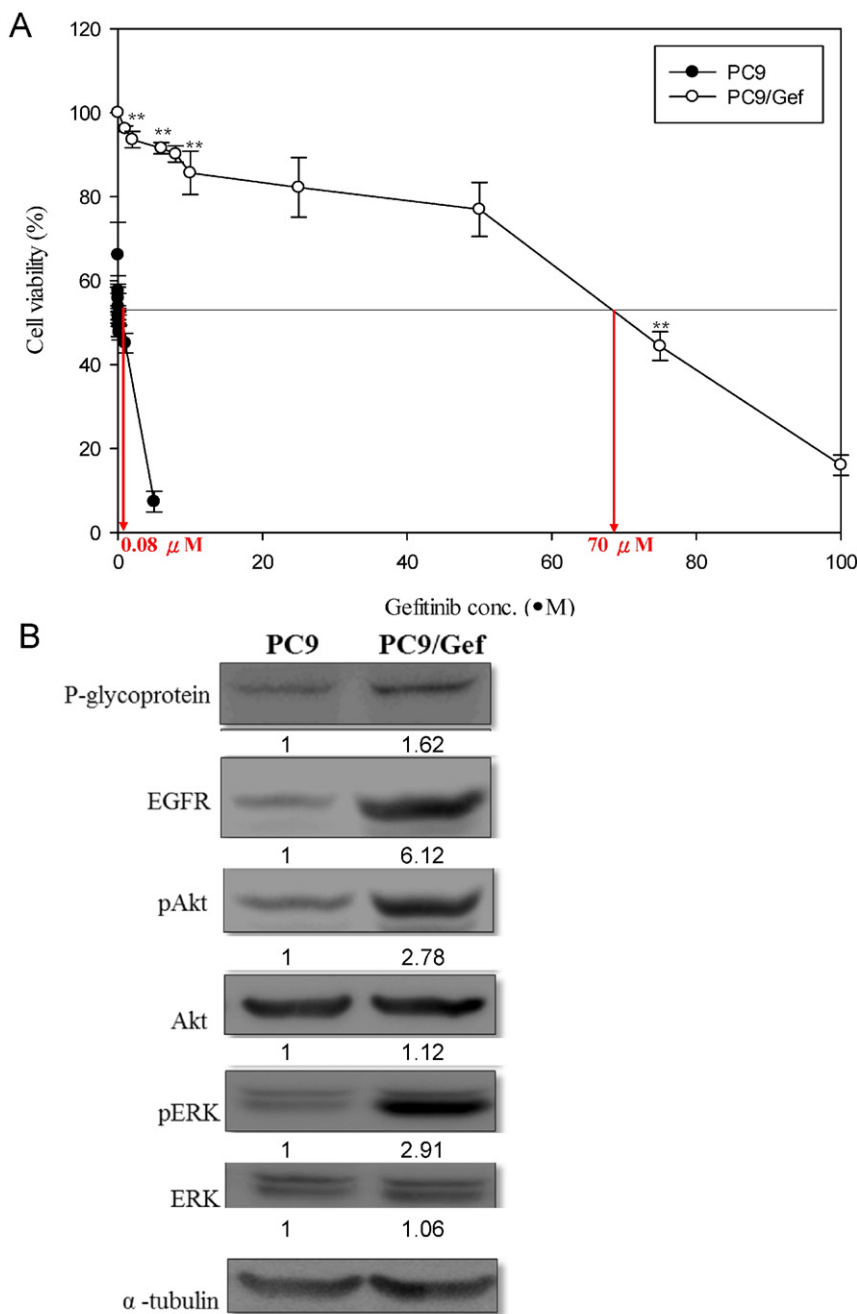 A
120
100
80
60
40
20
0
Cell viability (%)
PC9
PC9/Gef
**
**
**
**
0.08 μM
70 μM
0 20 40 60 80 100
Gefitinib conc. (•M)
B
PC9 PC9/Gef
P-glycoprotein
1 1.62
EGFR
1 6.12
pAkt
1 2.78
Akt
1 1.12
pERK
1 2.91
ERK
1 1.06
α -tubulin